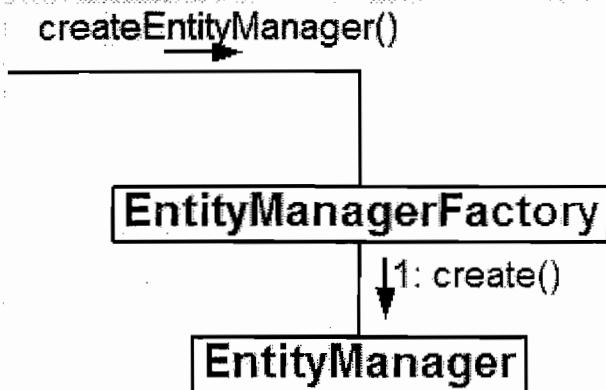 createEntityManager()
EntityManagerFactory
1: create()
EntityManager